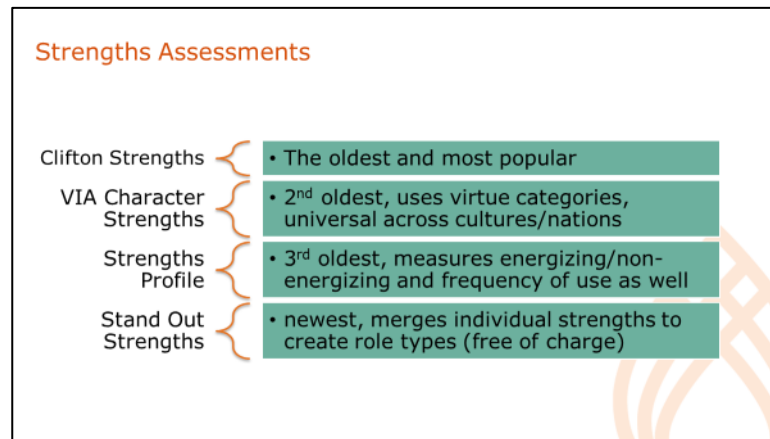 Strengths Assessments
Clifton Strengths
• The oldest and most popular
VIA Character
Strengths
• 2nd oldest, uses virtue categories,
universal across cultures/nations
Strengths
Profile
• 3rd oldest, measures energizing/non-
energizing and frequency of use as well
Stand Out
Strengths
• newest, merges individual strengths to
create role types (free of charge)